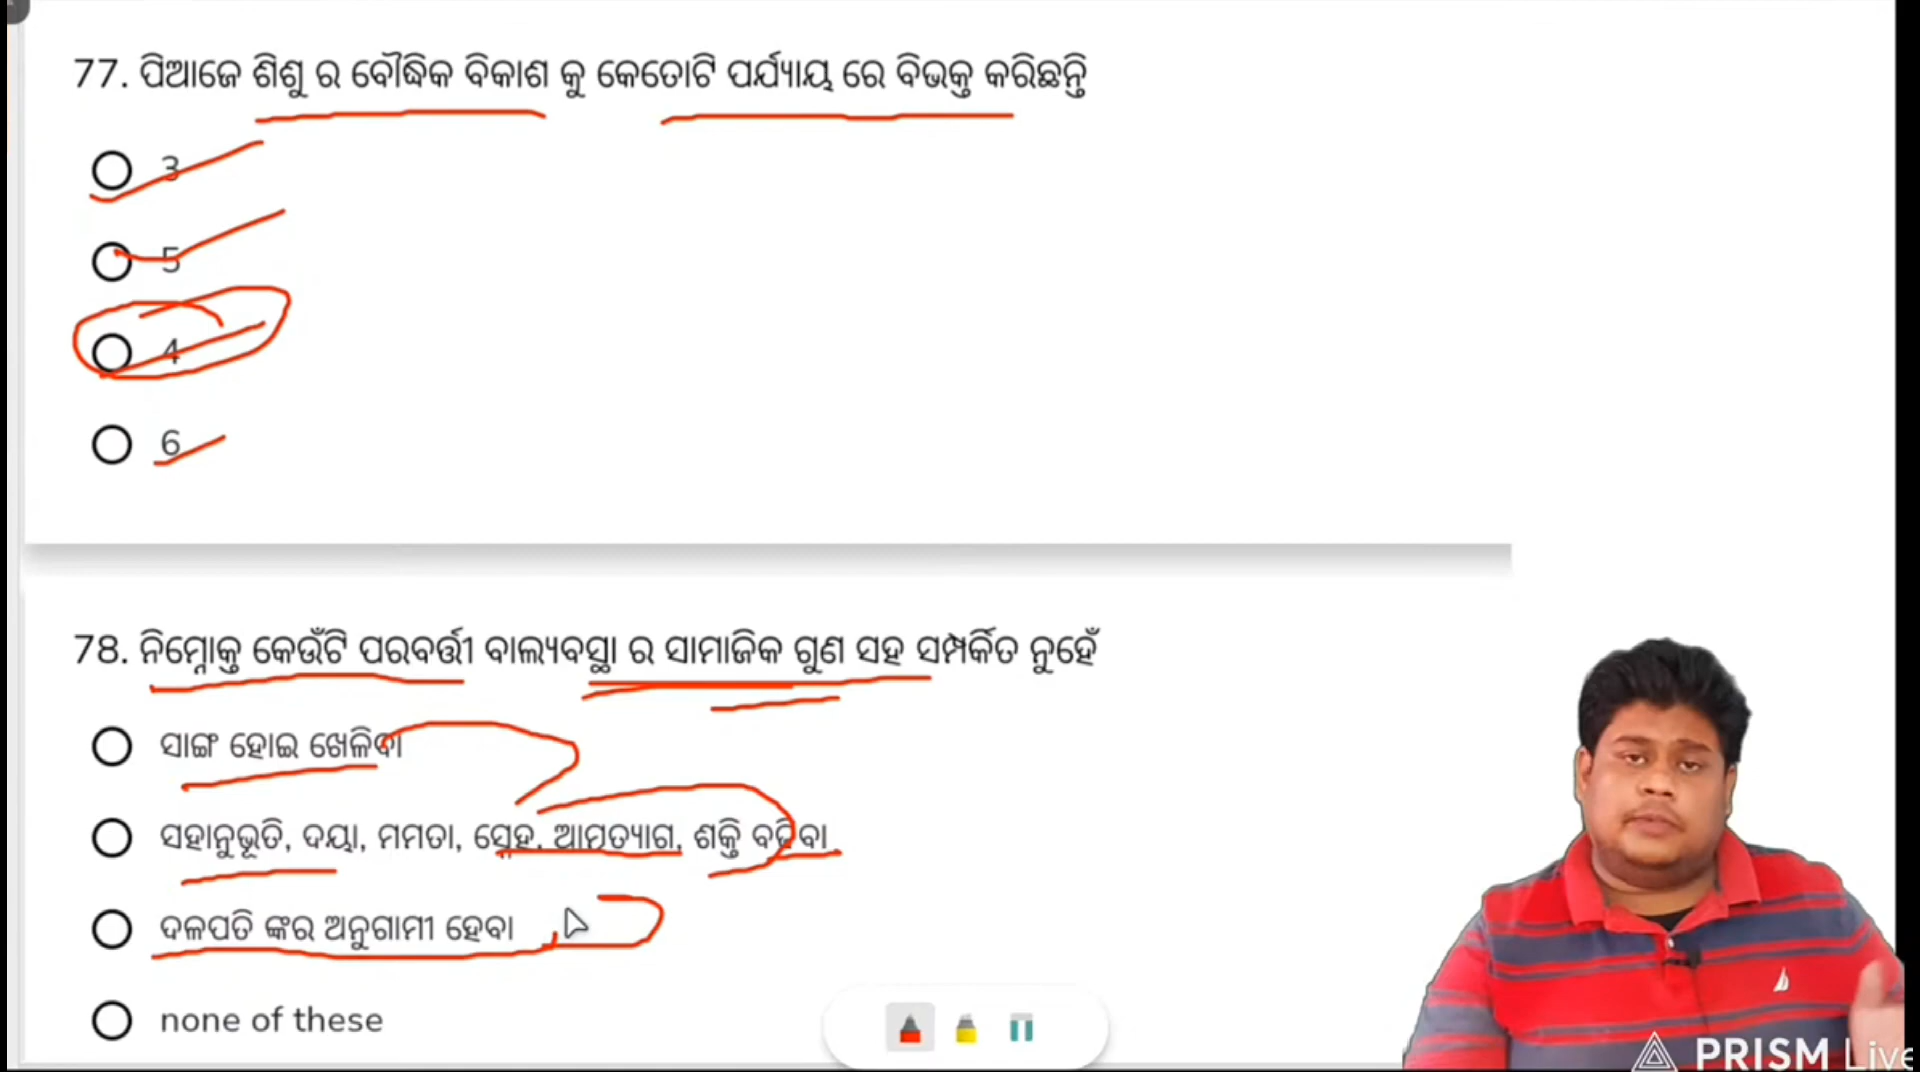 77. ପିଆଜେ ଶିଶୁ ର ବୌଦ୍ଧିକ ବିକାଶ କୁ କେତୋଟି ପର୍ଯ୍ୟାୟ ରେ ବିଭକ୍ତ କରିଛନ୍ତି
3
5
4
6
78. ନିମ୍ନୋକ୍ତ କେଉଁଟି ପରବର୍ତ୍ତୀ ବାଲ୍ୟବସ୍ଥା ର ସାମାଜିକ ଗୁଣ ସହ ସମ୍ପର୍କିତ ନୁହେଁ
ସାଙ୍ଗ ହୋଇ ଖେଳିବା
ସହାନୁଭୂତି, ଦୟା, ମମତା, ସ୍ନେହ, ଆତ୍ମତ୍ୟାଗ, ଶକ୍ତି ବଢିବା
ଦଳପତି ଙ୍କର ଅନୁଗାମୀ ହେବା
none of these
PRISM Live